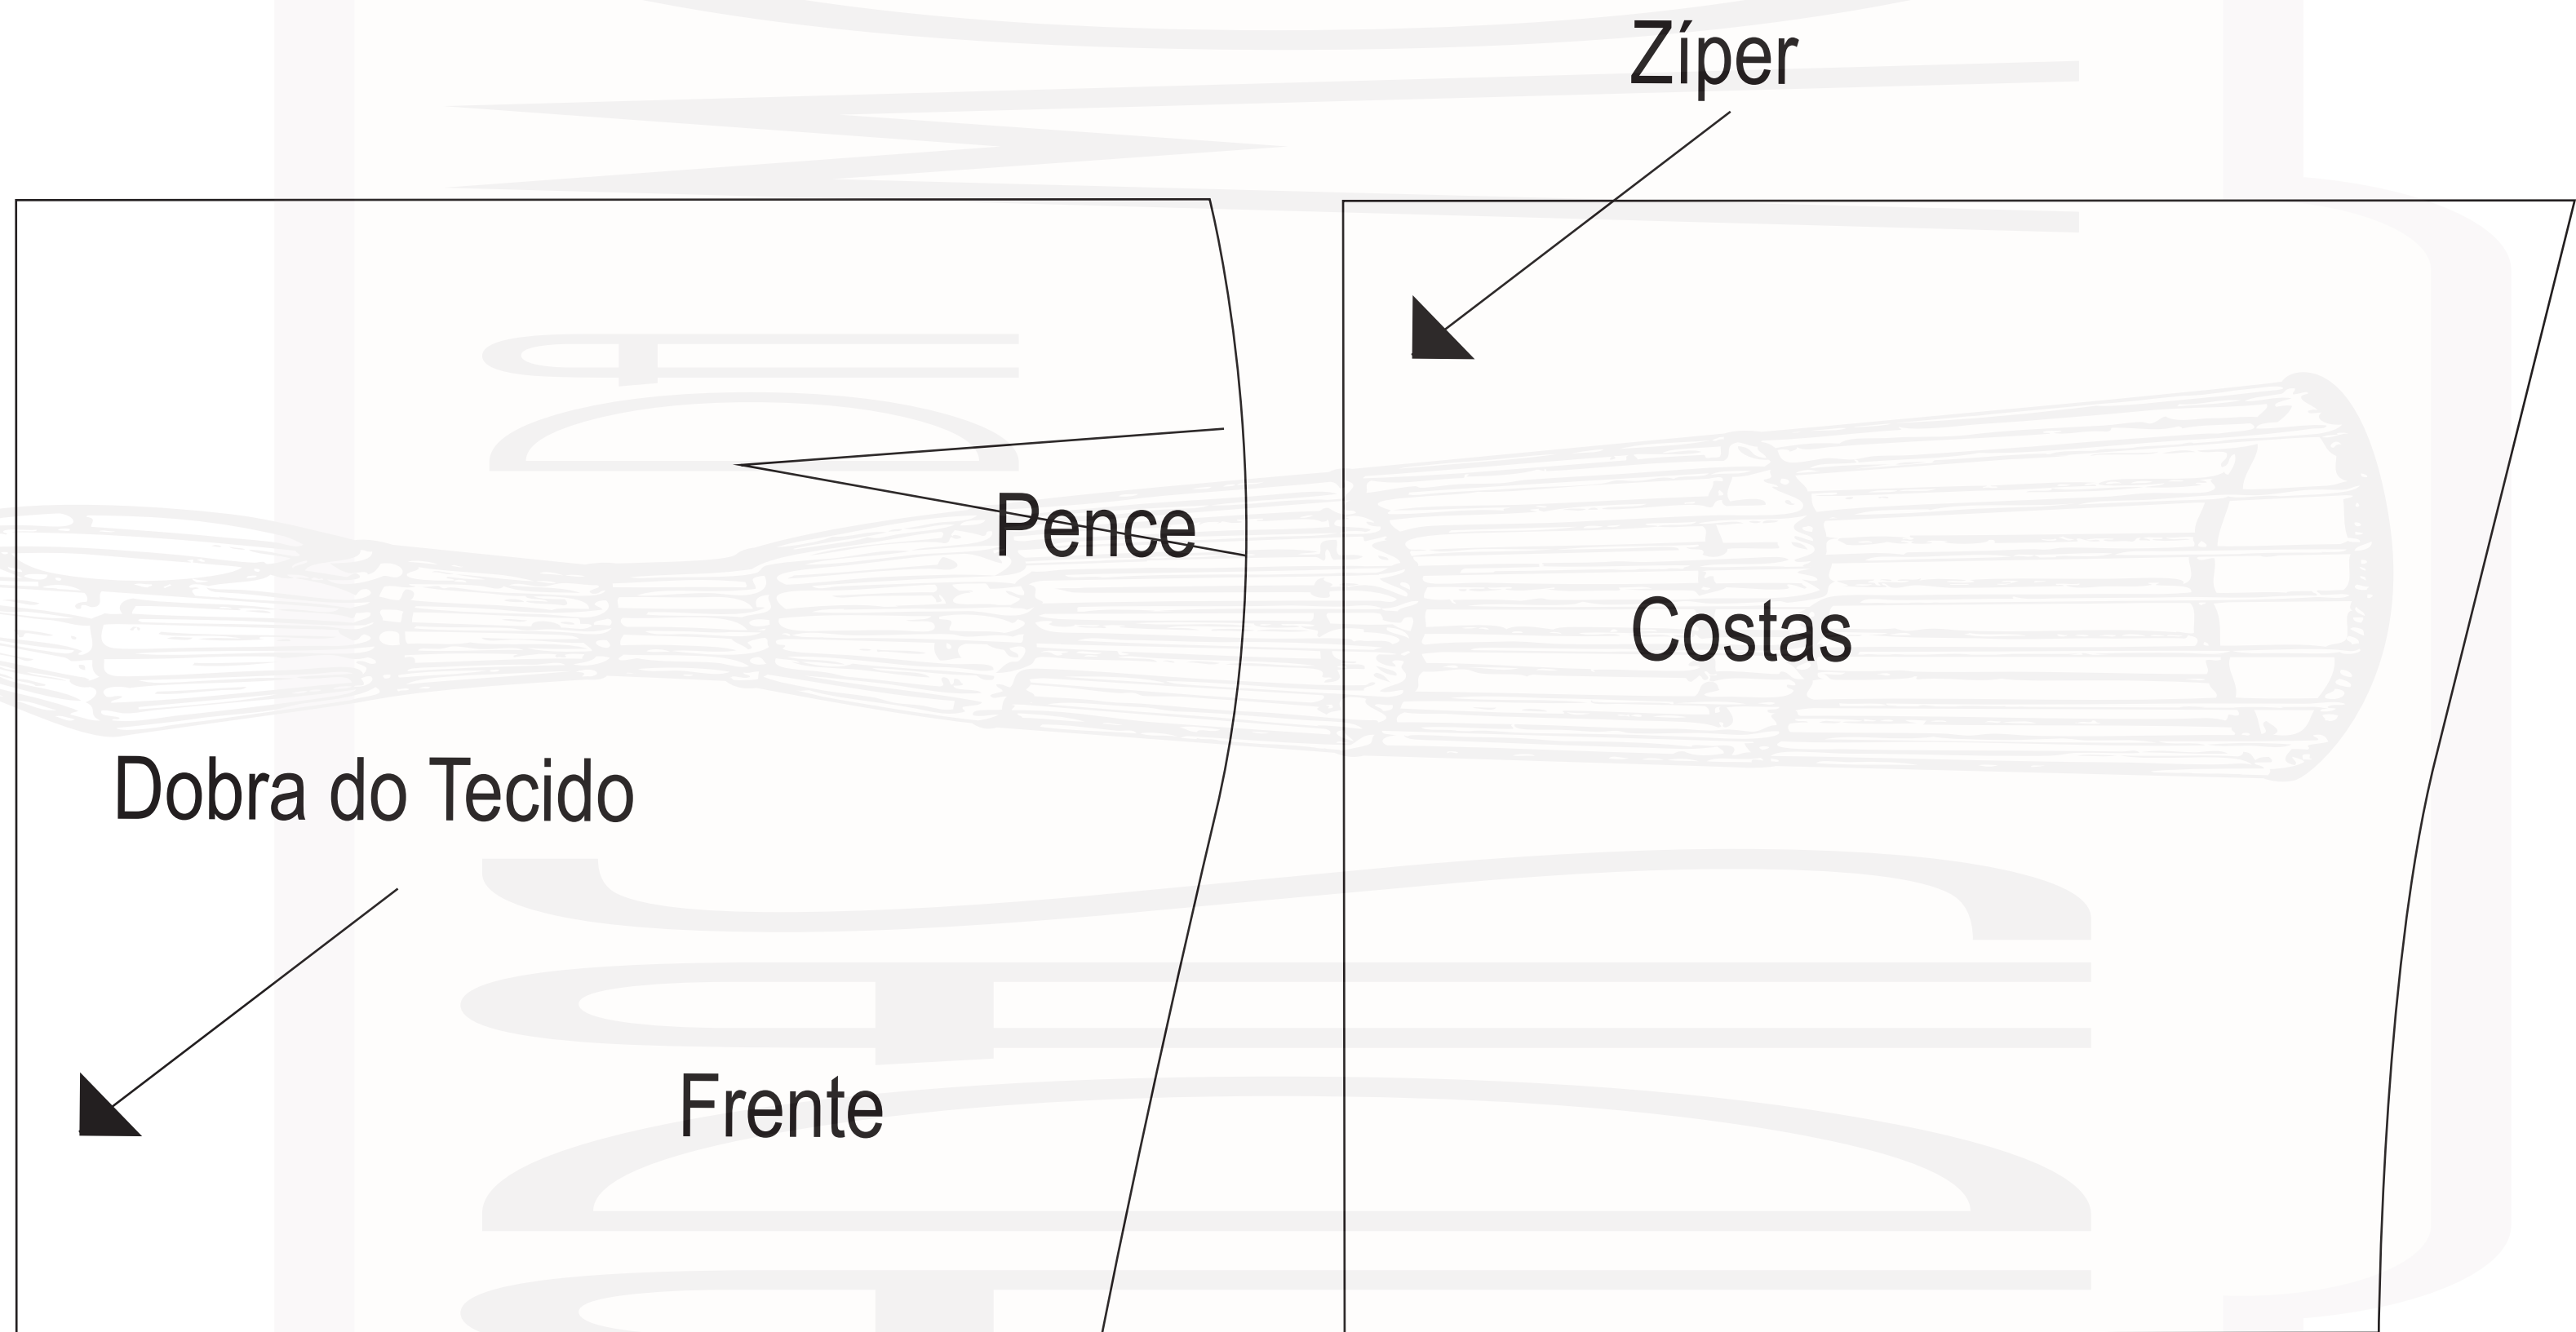 Zíper
Pence
Costas
Dobra do Tecido
Frente